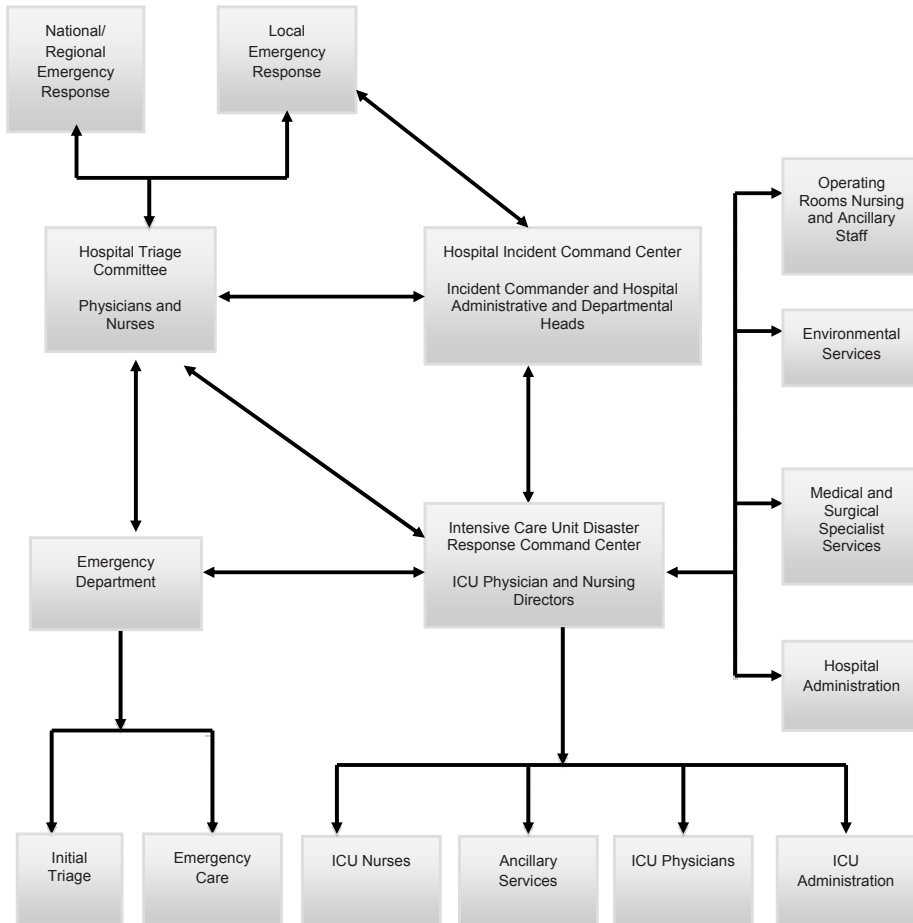 National/
Regional
Emergency
Response
Local
Emergency
Response
Operating
Rooms Nursing
and Ancillary
Staff
Hospital Triage
Committee
Physicians and
Nurses
Hospital Incident Command Center
Incident Commander and Hospital
Administrative and Departmental
Heads
Environmental
Services
Medical and
Surgical
Specialist
Services
Emergency
Department
Intensive Care Unit Disaster
Response Command Center
ICU Physician and Nursing
Directors
Hospital
Administration
Initial
Triage
Emergency
Care
ICU Nurses
Ancillary
Services
ICU Physicians
ICU
Administration